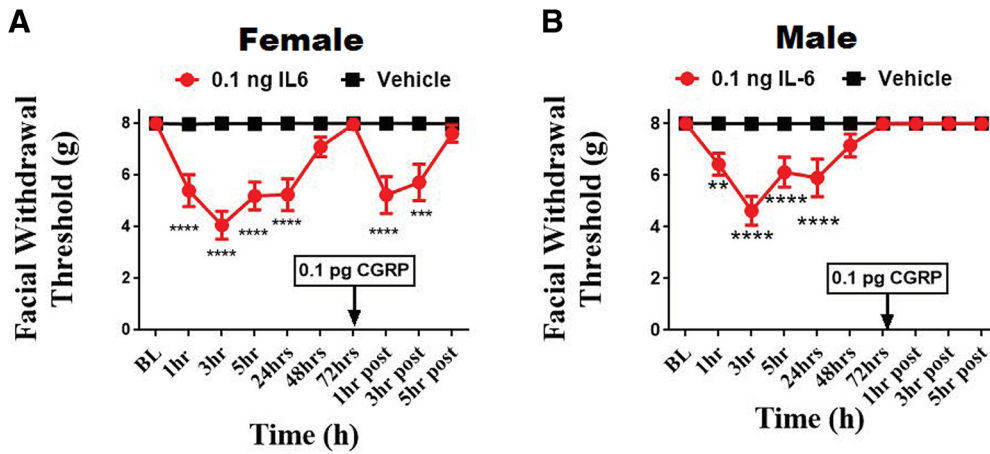 A
Female
0.1 ng IL6 Vehicle
Facial Withdrawal
Threshold (g)
8
6
4
2
0
****
****
****
****
****
***
0.1 pg CGRP
BL
1hr
3hr
5hr
24hrs
48hrs
72hrs
1hr post
3hr post
5hr post
Time (h)
B
Male
0.1 ng IL-6 Vehicle
Facial Withdrawal
Threshold (g)
8
6
4
2
0
**
****
****
****
0.1 pg CGRP
BL
1hr
3hr
5hr
24hrs
48hrs
72hrs
1hr post
3hr post
5hr post
Time (h)